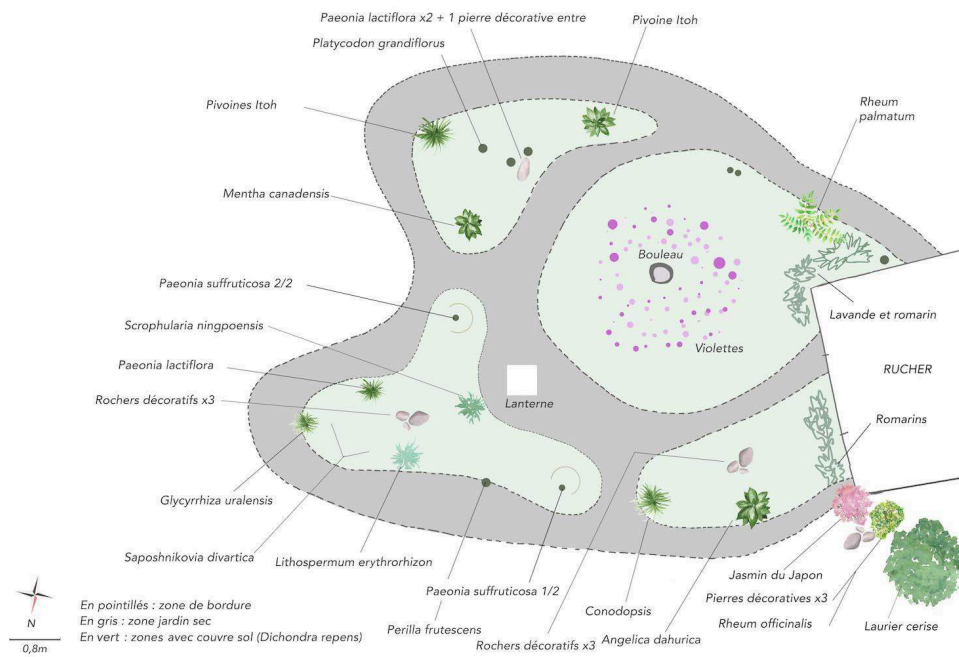 Paeonia lactiflora x2 + 1 pierre décorative entre
Pivoine Itoh
Platycodon grandiflorus
Pivoines Itoh
Rheum
palmatum
Mentha canadensis
Bouleau
Paeonia suffruticosa 2/2
Lavande et romarin
Scrophularia ningpoensis
Violettes
Paeonia lactiflora
RUCHER
Rochers décoratifs x3
Lanterne
Romarins
Glycyrrhiza uralensis
Saposhnikovia divartica
Lithospermum erythrorhizon
Jasmin du Japon
Paeonia suffruticosa 1/2
Pierres décoratives x3
Conodopsis
Rheum officinalis
Laurier cerise
Perilla frutescens
Angelica dahurica
Rochers décoratifs x3
N
0,8m
En pointillés : zone de bordure
En gris : zone jardin sec
En vert : zones avec couvre sol (Dichondra repens)